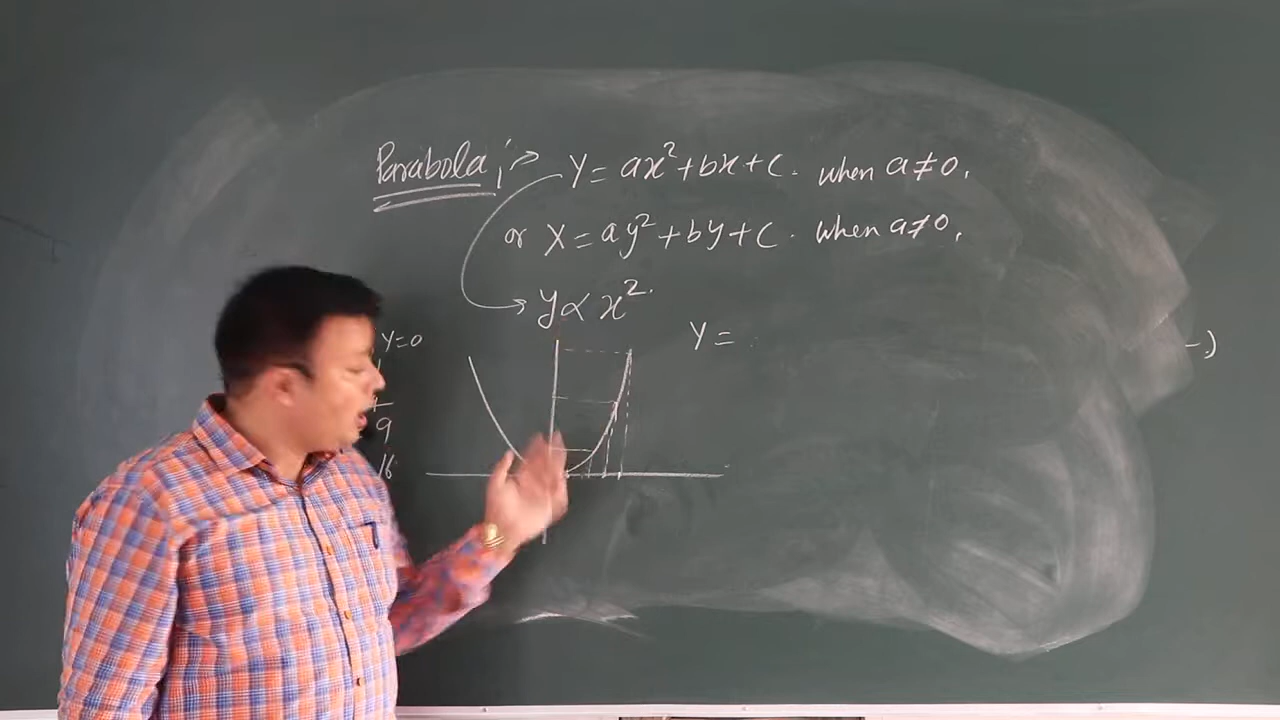 Parabola ;→ Y = ax²+bx+c. when a≠0.
or X = ay²+by+c. when a≠0.
y ∝ x².
Y=0
Y =
9
16